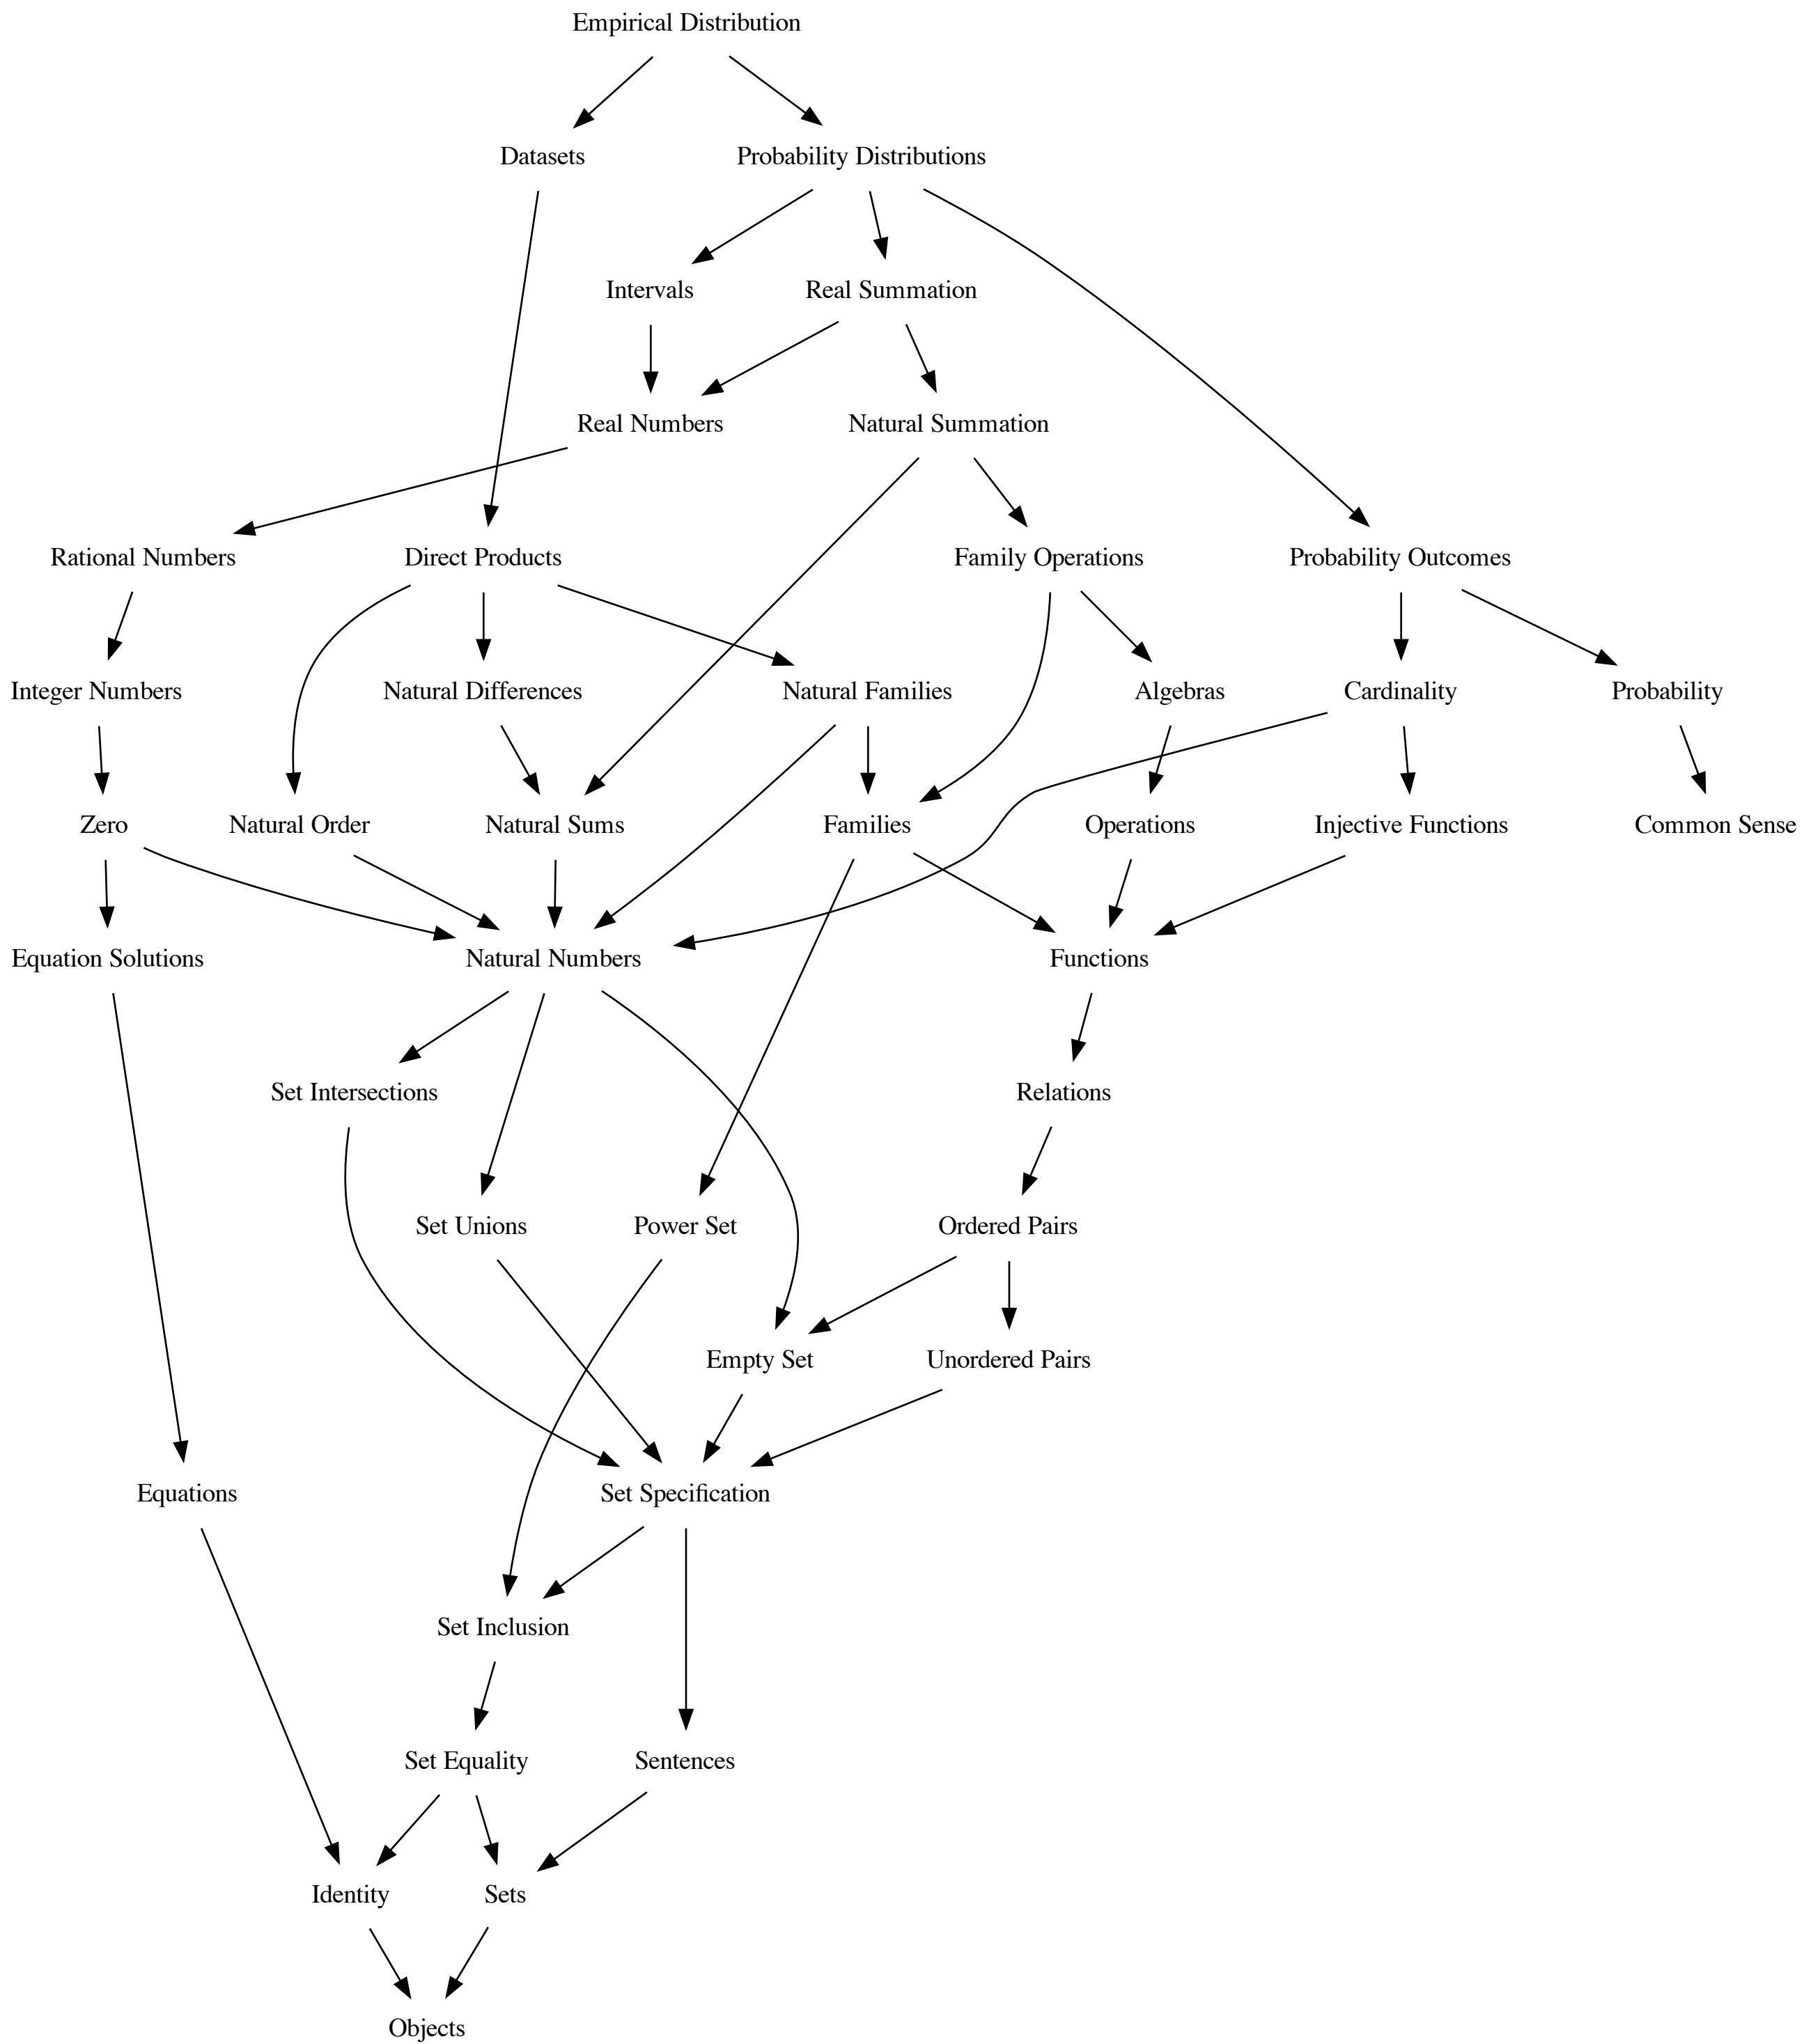 Empirical Distribution
Datasets
Probability Distributions
Intervals
Real Summation
Real Numbers
Natural Summation
Rational Numbers
Direct Products
Family Operations
Probability Outcomes
Integer Numbers
Natural Differences
Natural Families
Algebras
Cardinality
Probability
Zero
Natural Order
Natural Sums
Families
Operations
Injective Functions
Common Sense
Equation Solutions
Natural Numbers
Functions
Set Intersections
Relations
Set Unions
Power Set
Ordered Pairs
Empty Set
Unordered Pairs
Equations
Set Specification
Set Inclusion
Set Equality
Sentences
Identity
Sets
Objects